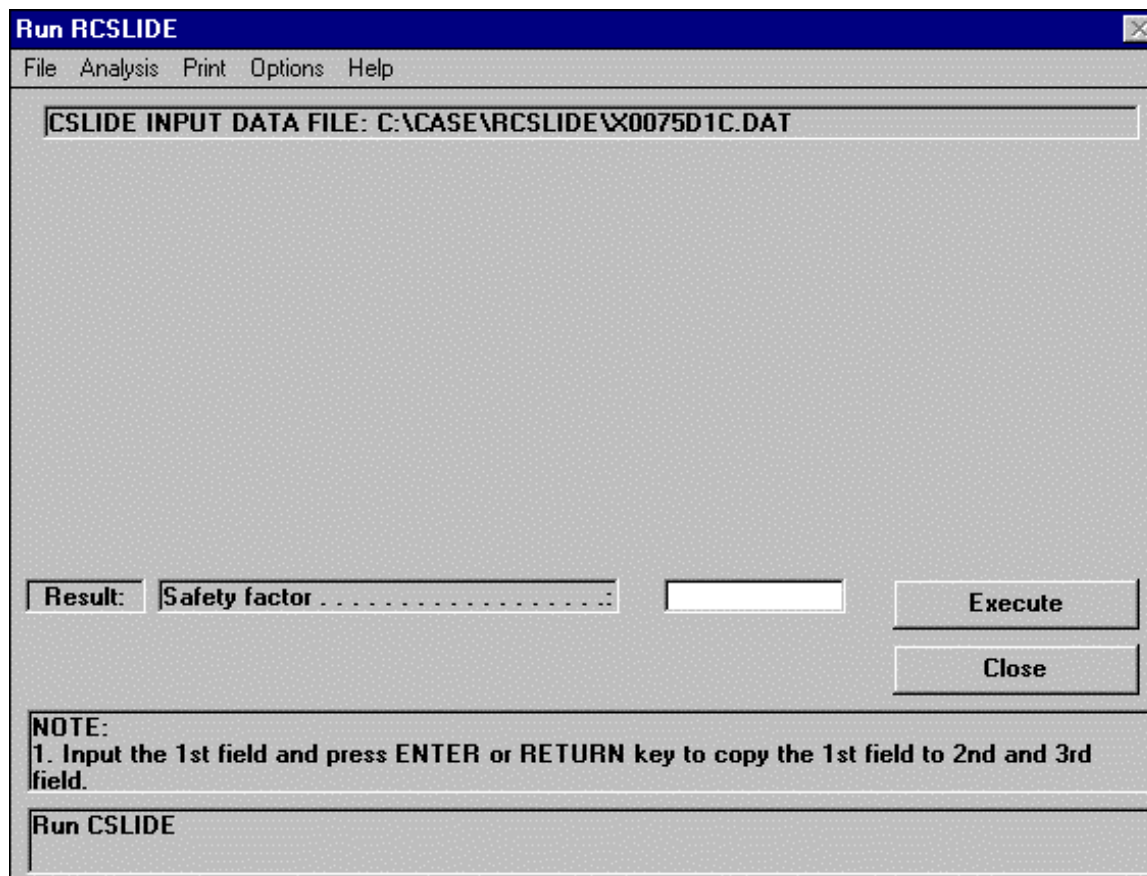 Run RCSLIDE
File Analysis Print Options Help
CSLIDE INPUT DATA FILE: C:\CASE\RCSLIDE\X0075D1C.DAT
Result: Safety factor . . . . . . . . . . . . . . . . . .:
Execute
Close
NOTE:
1. Input the 1st field and press ENTER or RETURN key to copy the 1st field to 2nd and 3rd
field.
Run CSLIDE